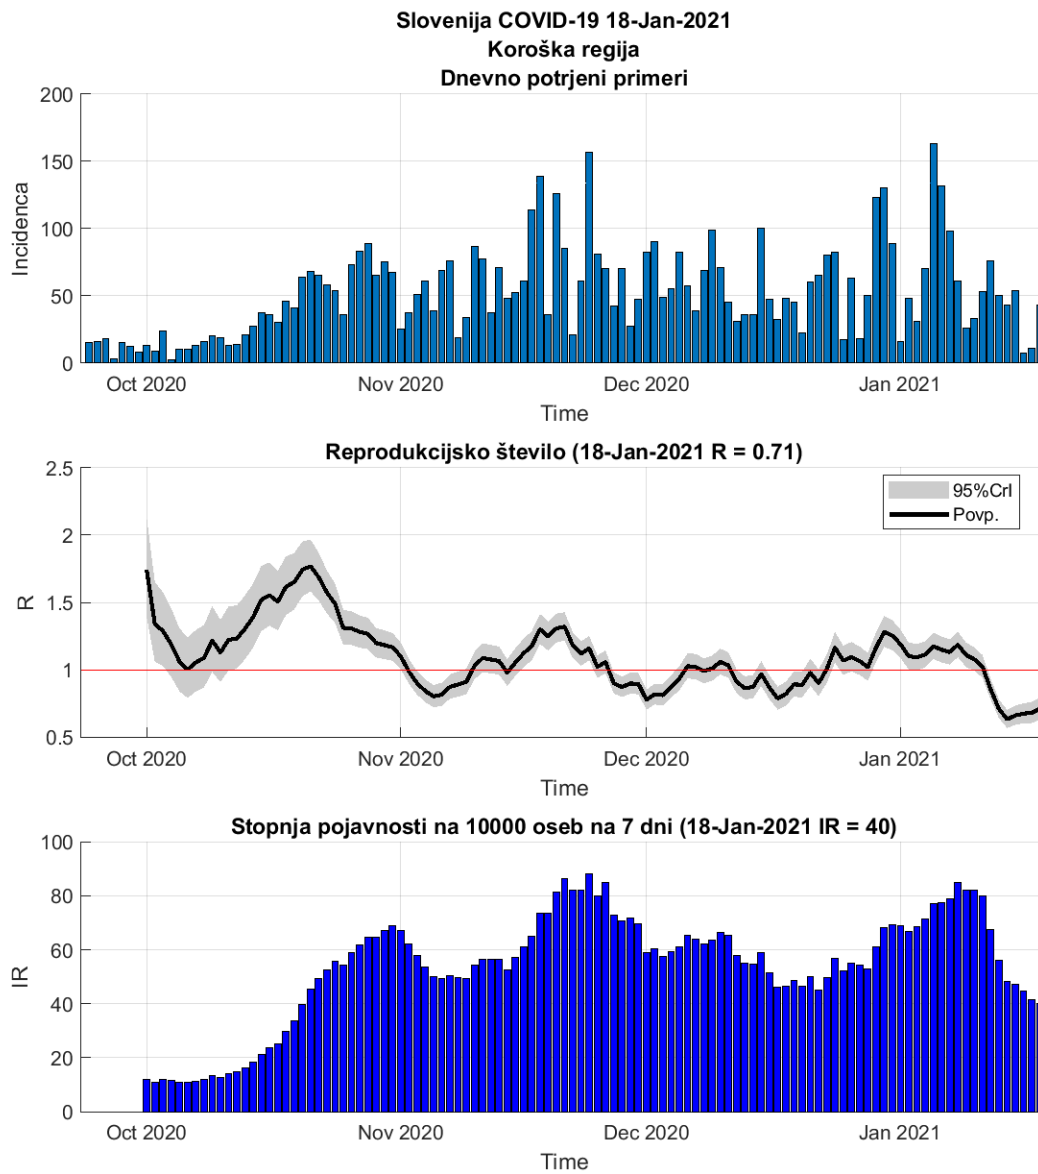 Slovenija COVID-19 18-Jan-2021
Koroška regija
Dnevno potrjeni primeri
200
150
100
50
0
Incidenca
Oct 2020 Nov 2020 Dec 2020 Jan 2021
Time
Reprodukcijsko število (18-Jan-2021 R = 0.71)
2.5
2
1.5
1
0.5
R
95%CrI
Povp.
Oct 2020 Nov 2020 Dec 2020 Jan 2021
Time
Stopnja pojavnosti na 10000 oseb na 7 dni (18-Jan-2021 IR = 40)
100
80
60
40
20
0
IR
Oct 2020 Nov 2020 Dec 2020 Jan 2021
Time